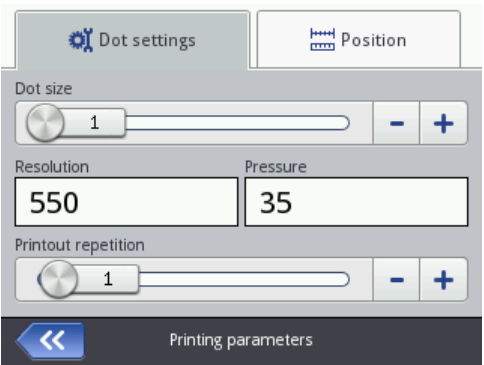 Dot settings
Position
Dot size
1
- +
Resolution
Pressure
550
35
Printout repetition
1
- +
Printing parameters